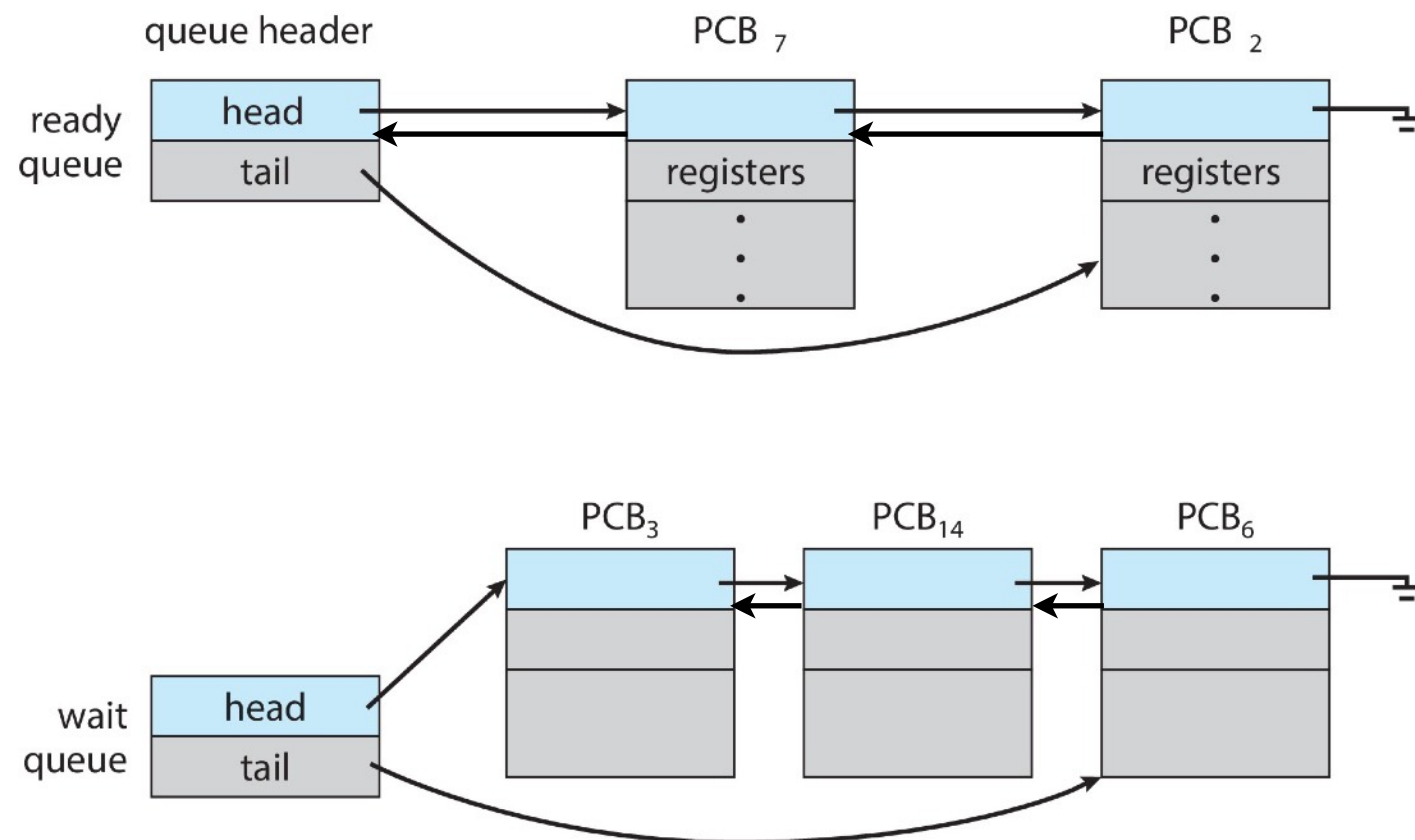 queue header PCB 7 PCB 2
ready queue
head
tail
registers
registers
PCB3 PCB14 PCB6
wait queue
head
tail